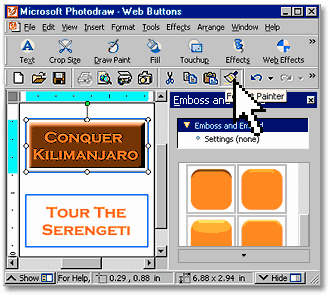 Microsoft Photodraw - Web Buttons
File Edit View Insert Format Tools Effects Arrange Window
Text Crop Size Draw Paint Fill Touchup Effects Web Effects
Painter
Emboss and Engrave
Emboss and
Settings (none)
CONQUER
KILIMANJARO
TOUR THE
SERENGETI
Show For Help, 0.29 , 0.88 in 6.88 x 2.94 in Hide